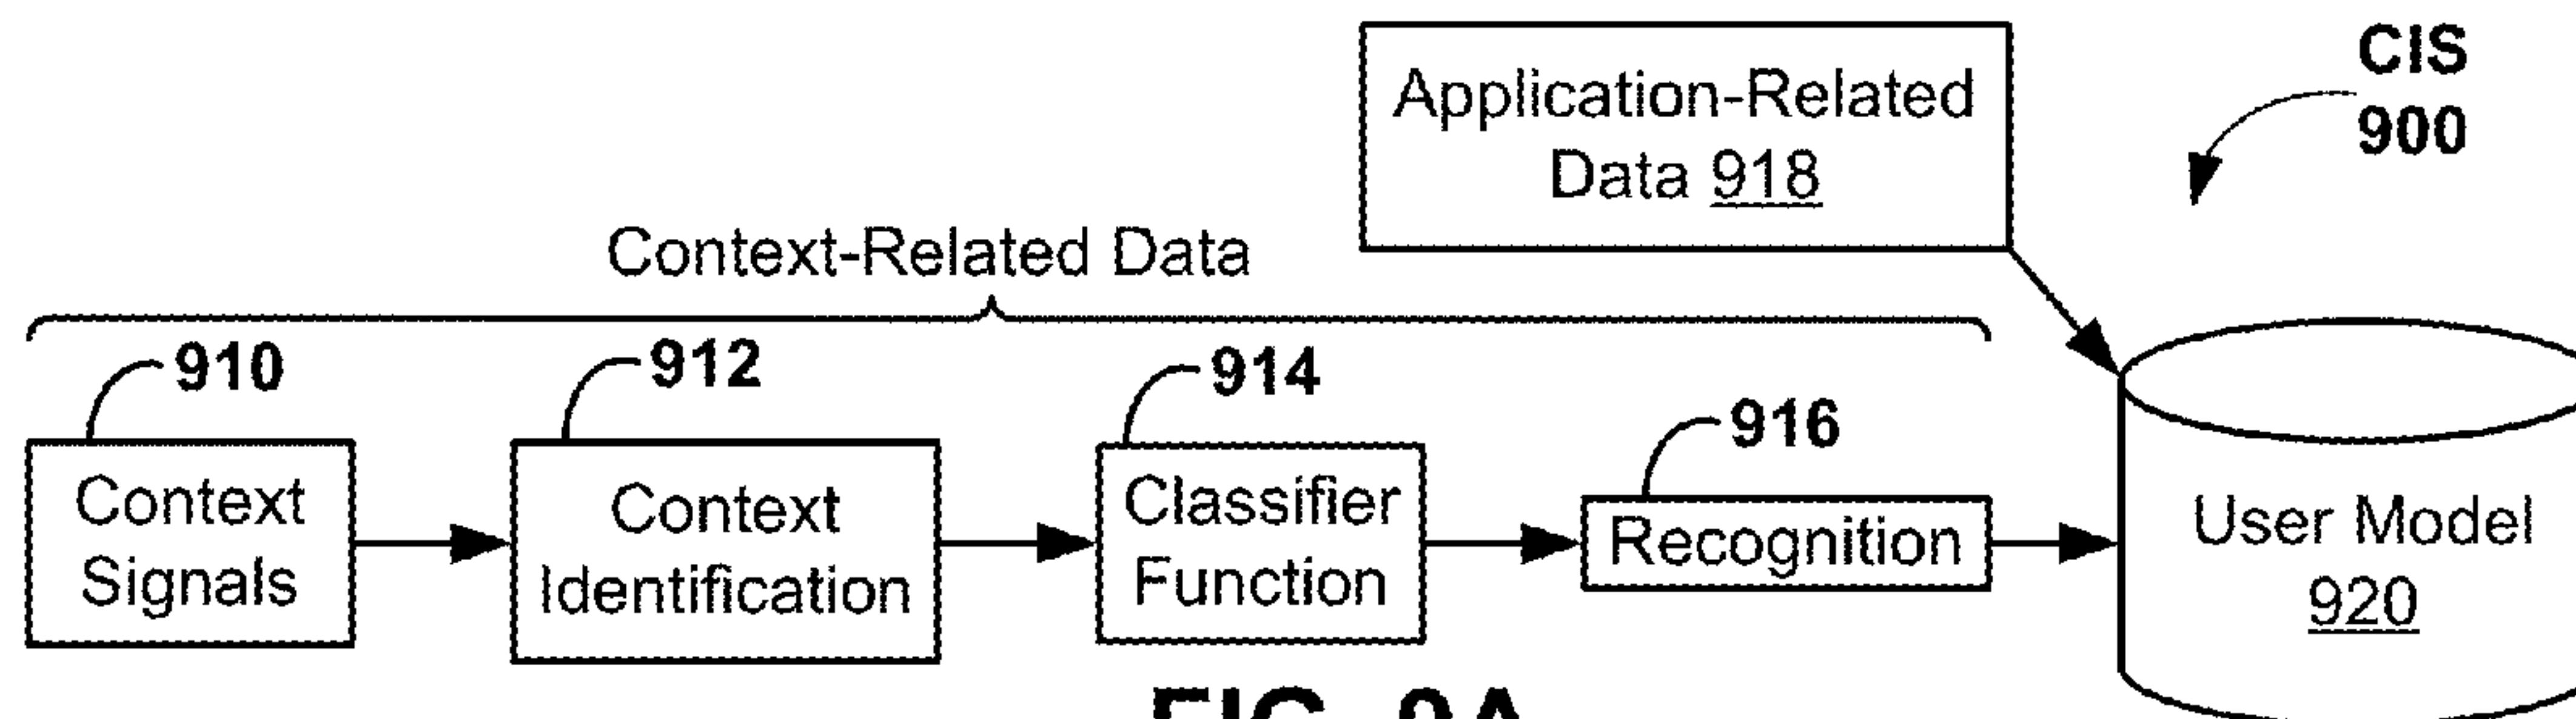 Application-Related
Data 918
CIS
900
Context-Related Data
910
912
914
916
Context
Signals
Context
Identification
Classifier
Function
Recognition
User Model
920